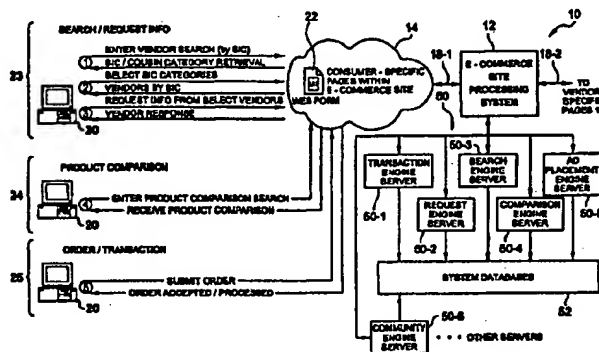 10
SEARCH / REQUEST INFO
22
14
12
23
ENTER VENDOR SEARCH (by SIC)
1
SIC / COUSIN CATEGORY RETRIEVAL
SELECT SIC CATEGORIES
2
VENDORS BY SIC
REQUEST INFO FROM SELECT VENDORS
3
VENDOR RESPONSE
20
WEB FORM
CONSUMER - SPECIFIC
PAGES WITHIN
E - COMMERCE SITE
18-1
E - COMMERCE
SITE
PROCESSING
SYSTEM
18-2
TO
VENDOR
SPECIFIC
50
PRODUCT COMPARISON
24
ENTER PRODUCT COMPARISON SEARCH
4
RECEIVE PRODUCT COMPARISON
20
TRANSACTION
ENGINE
SERVER
50-1
50-3
SEARCH
ENGINE
SERVER
AD
PLACEMENT
ENGINE
SERVER
REQUEST
ENGINE
SERVER
50-2
COMPARISON
ENGINE
SERVER
50-4
ORDER / TRANSACTION
25
SUBMIT ORDER
ORDER ACCEPTED / PROCESSED
20
SYSTEM DATABASES
52
COMMUNITY
ENGINE
SERVER
50-6
• • • OTHER SERVERS